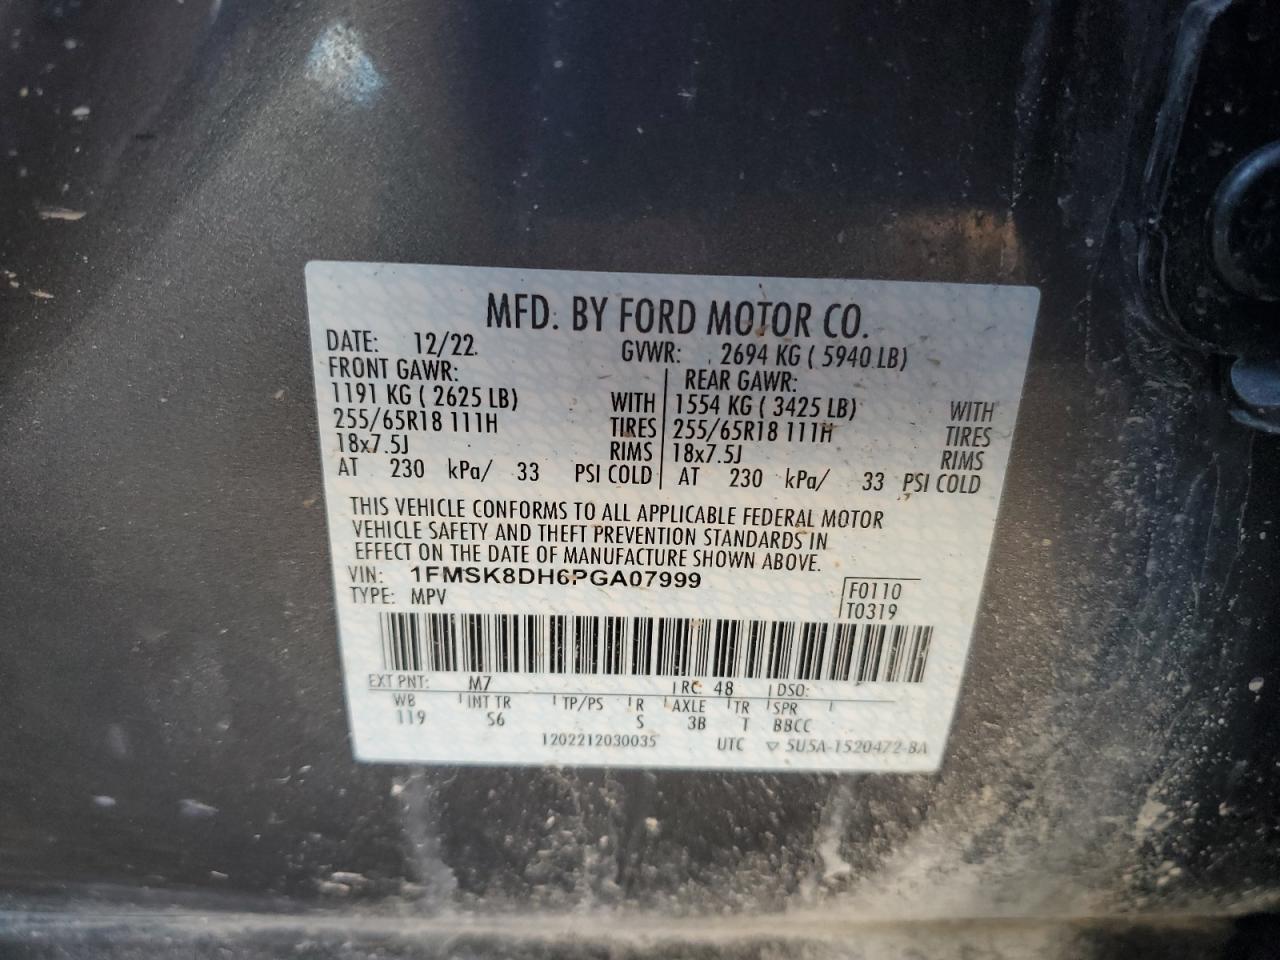 MFD. BY FORD MOTOR CO.
DATE: 12/22 GVWR: 2694 KG ( 5940 LB)
FRONT GAWR: REAR GAWR:
1191 KG ( 2625 LB) WITH 1554 KG ( 3425 LB) WITH
255/65R18 111H TIRES 255/65R18 111H TIRES
18x7.5J RIMS 18x7.5J RIMS
AT 230 kPa/ 33 PSI COLD AT 230 kPa/ 33 PSI COLD
THIS VEHICLE CONFORMS TO ALL APPLICABLE FEDERAL MOTOR
VEHICLE SAFETY AND THEFT PREVENTION STANDARDS IN
EFFECT ON THE DATE OF MANUFACTURE SHOWN ABOVE.
VIN: 1FMSK8DH6PGA07999 F0110
TYPE: MPV T0319
EXT PNT: M7 RC: 48 DSO:
WB INT TR TP/PS R AXLE TR SPR
119 S6 S 3B T BBCC
1202212030035 UTC ▽ 5U5A-1520472-BA